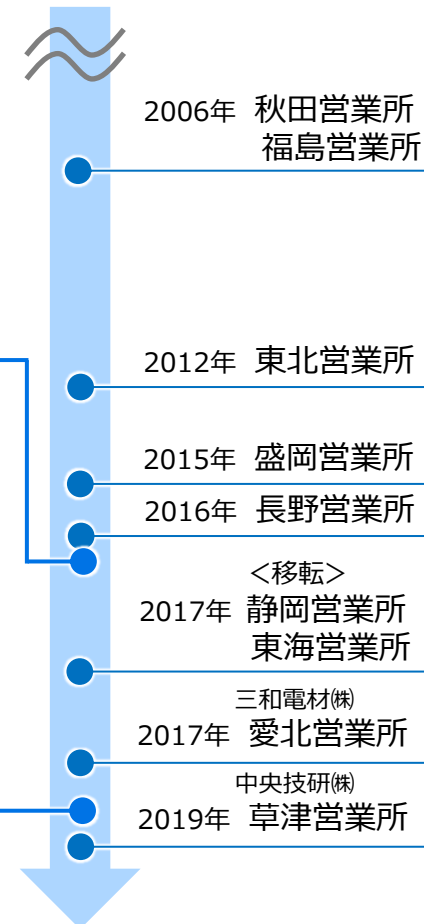 2006年 秋田営業所
福島営業所
2012年 東北営業所
2015年 盛岡営業所
2016年 長野営業所
<移転>
2017年 静岡営業所
東海営業所
三和電材㈱
2017年 愛北営業所
中央技研㈱
2019年 草津営業所